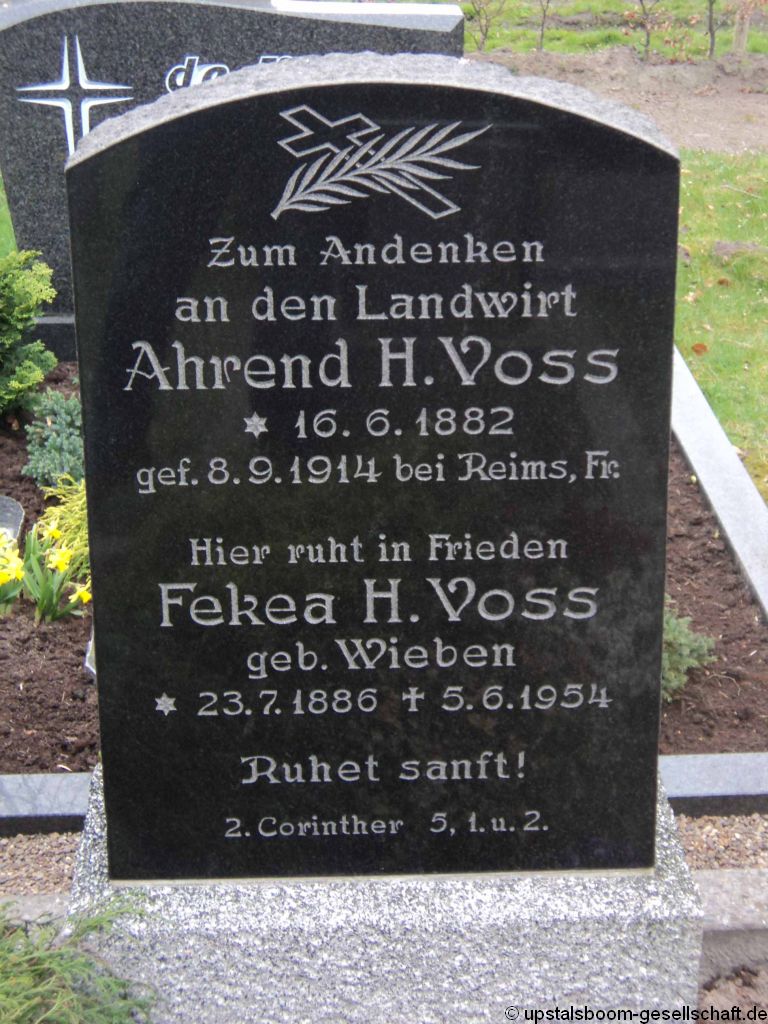 Zum Andenken
an den Landwirt
Ahrend H. Voss
* 16. 6. 1882
gef. 8. 9. 1914 bei Reims, Fr.
Hier ruht in Frieden
Fekea H. Voss
geb. Wieben
* 23. 7. 1886 ✝ 5. 6. 1954
Ruhet sanft!
2. Corinther 5, 1. u. 2.
© upstalsboom-gesellschaft.de